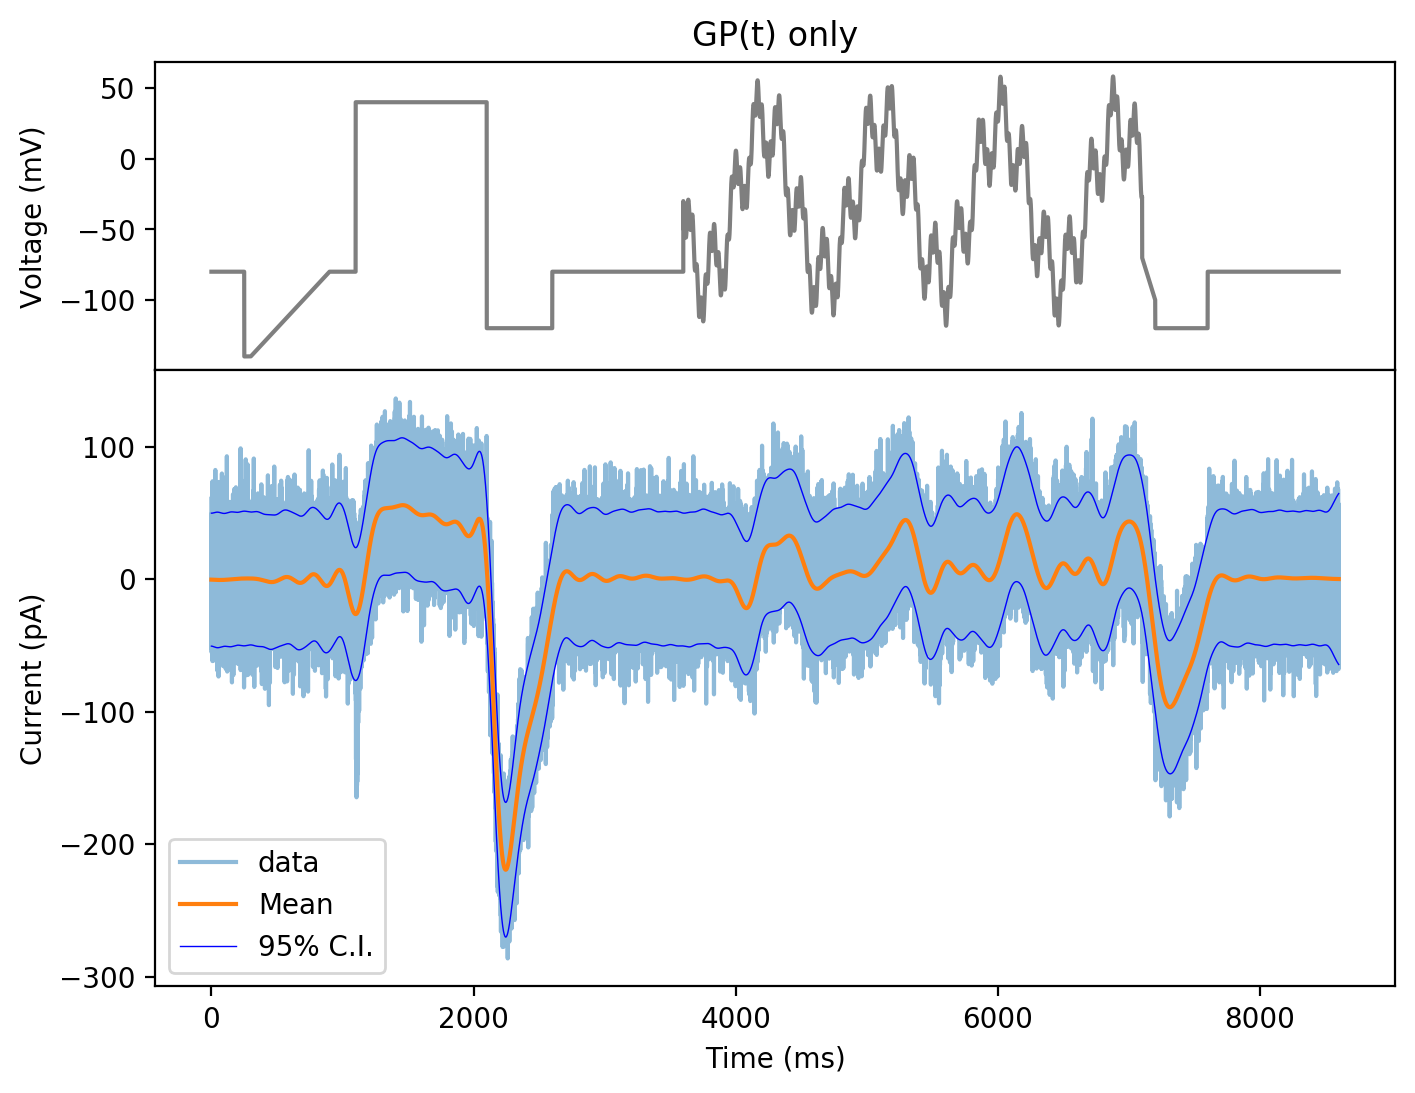 GP(t) only
Voltage (mV)
50
0
−50
−100
Current (pA)
100
0
−100
−200
−300
data
Mean
95% C.I.
0
2000
4000
6000
8000
Time (ms)